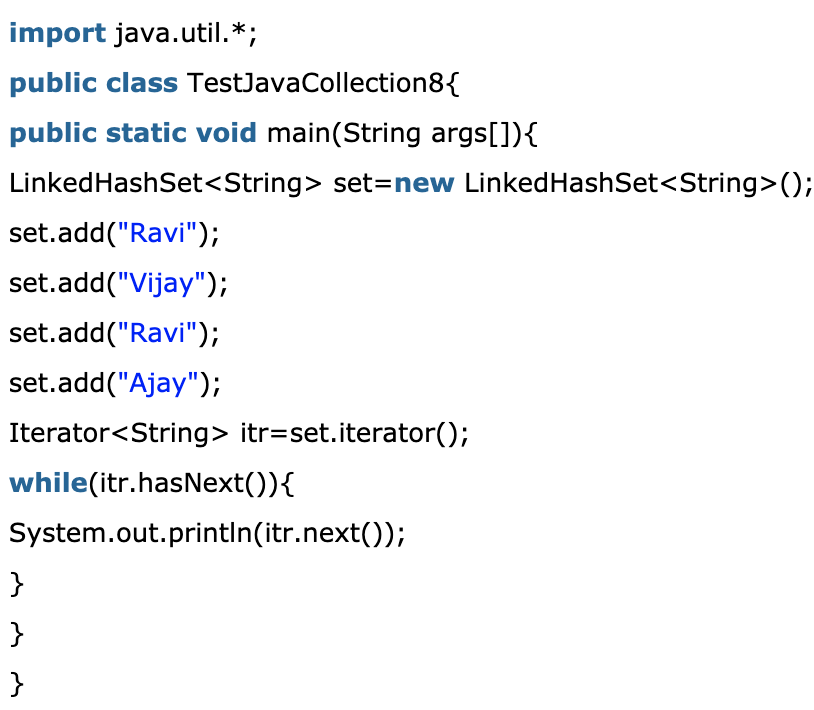 import java.util.*;
public class TestJavaCollection8{
public static void main(String args[]){
LinkedHashSet<String> set=new LinkedHashSet<String>();
set.add("Ravi");
set.add("Vijay");
set.add("Ravi");
set.add("Ajay");
Iterator<String> itr=set.iterator();
while(itr.hasNext()){
System.out.println(itr.next());
}
}
}